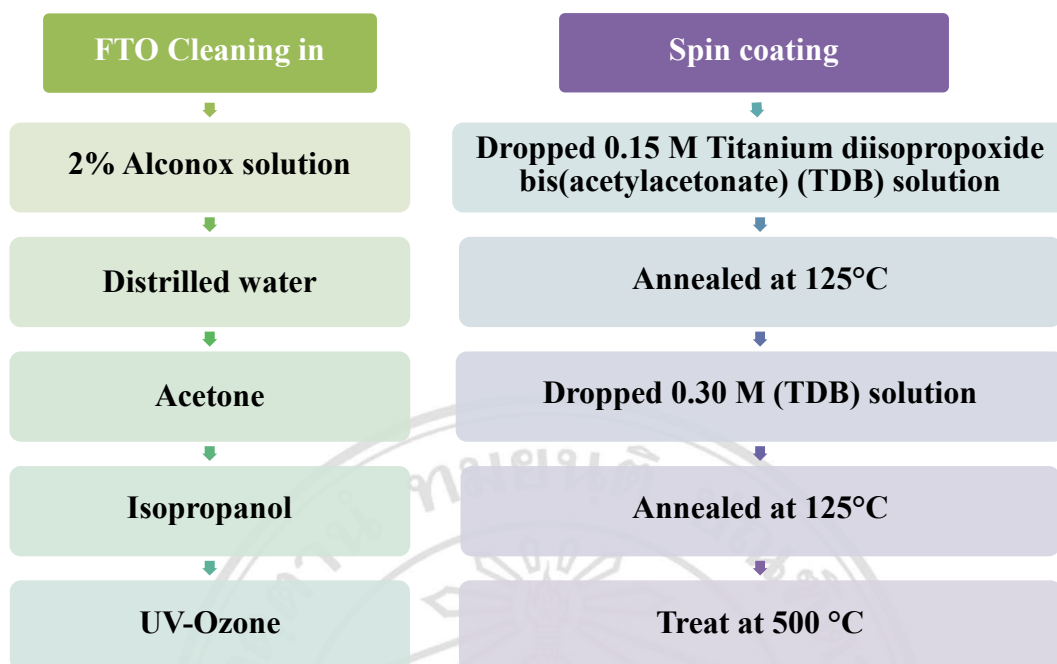 FTO Cleaning in
2% Alconox solution
Distrilled water
Acetone
Isopropanol
UV-Ozone
Spin coating
Dropped 0.15 M Titanium diisopropoxide
bis(acetylacetonate) (TDB) solution
Annealed at 125°C
Dropped 0.30 M (TDB) solution
Annealed at 125°C
Treat at 500 °C